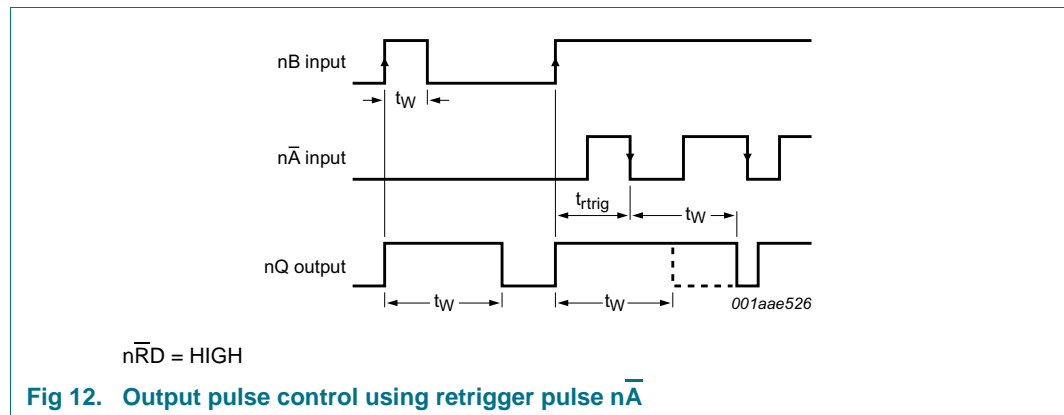 nB input
tW
nA̅ input
trtrig
tW
nQ output
tW
tW
001aae526
nR̅D = HIGH
Fig 12. Output pulse control using retrigger pulse nA̅